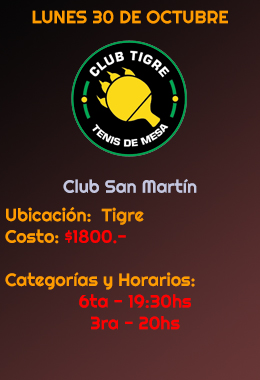 LUNES 30 DE OCTUBRE
CLUB TIGRE
TENIS DE MESA
Club San Martín
Ubicación: Tigre
Costo: $1800.-
Categorías y Horarios:
6ta - 19:30hs
3ra - 20hs